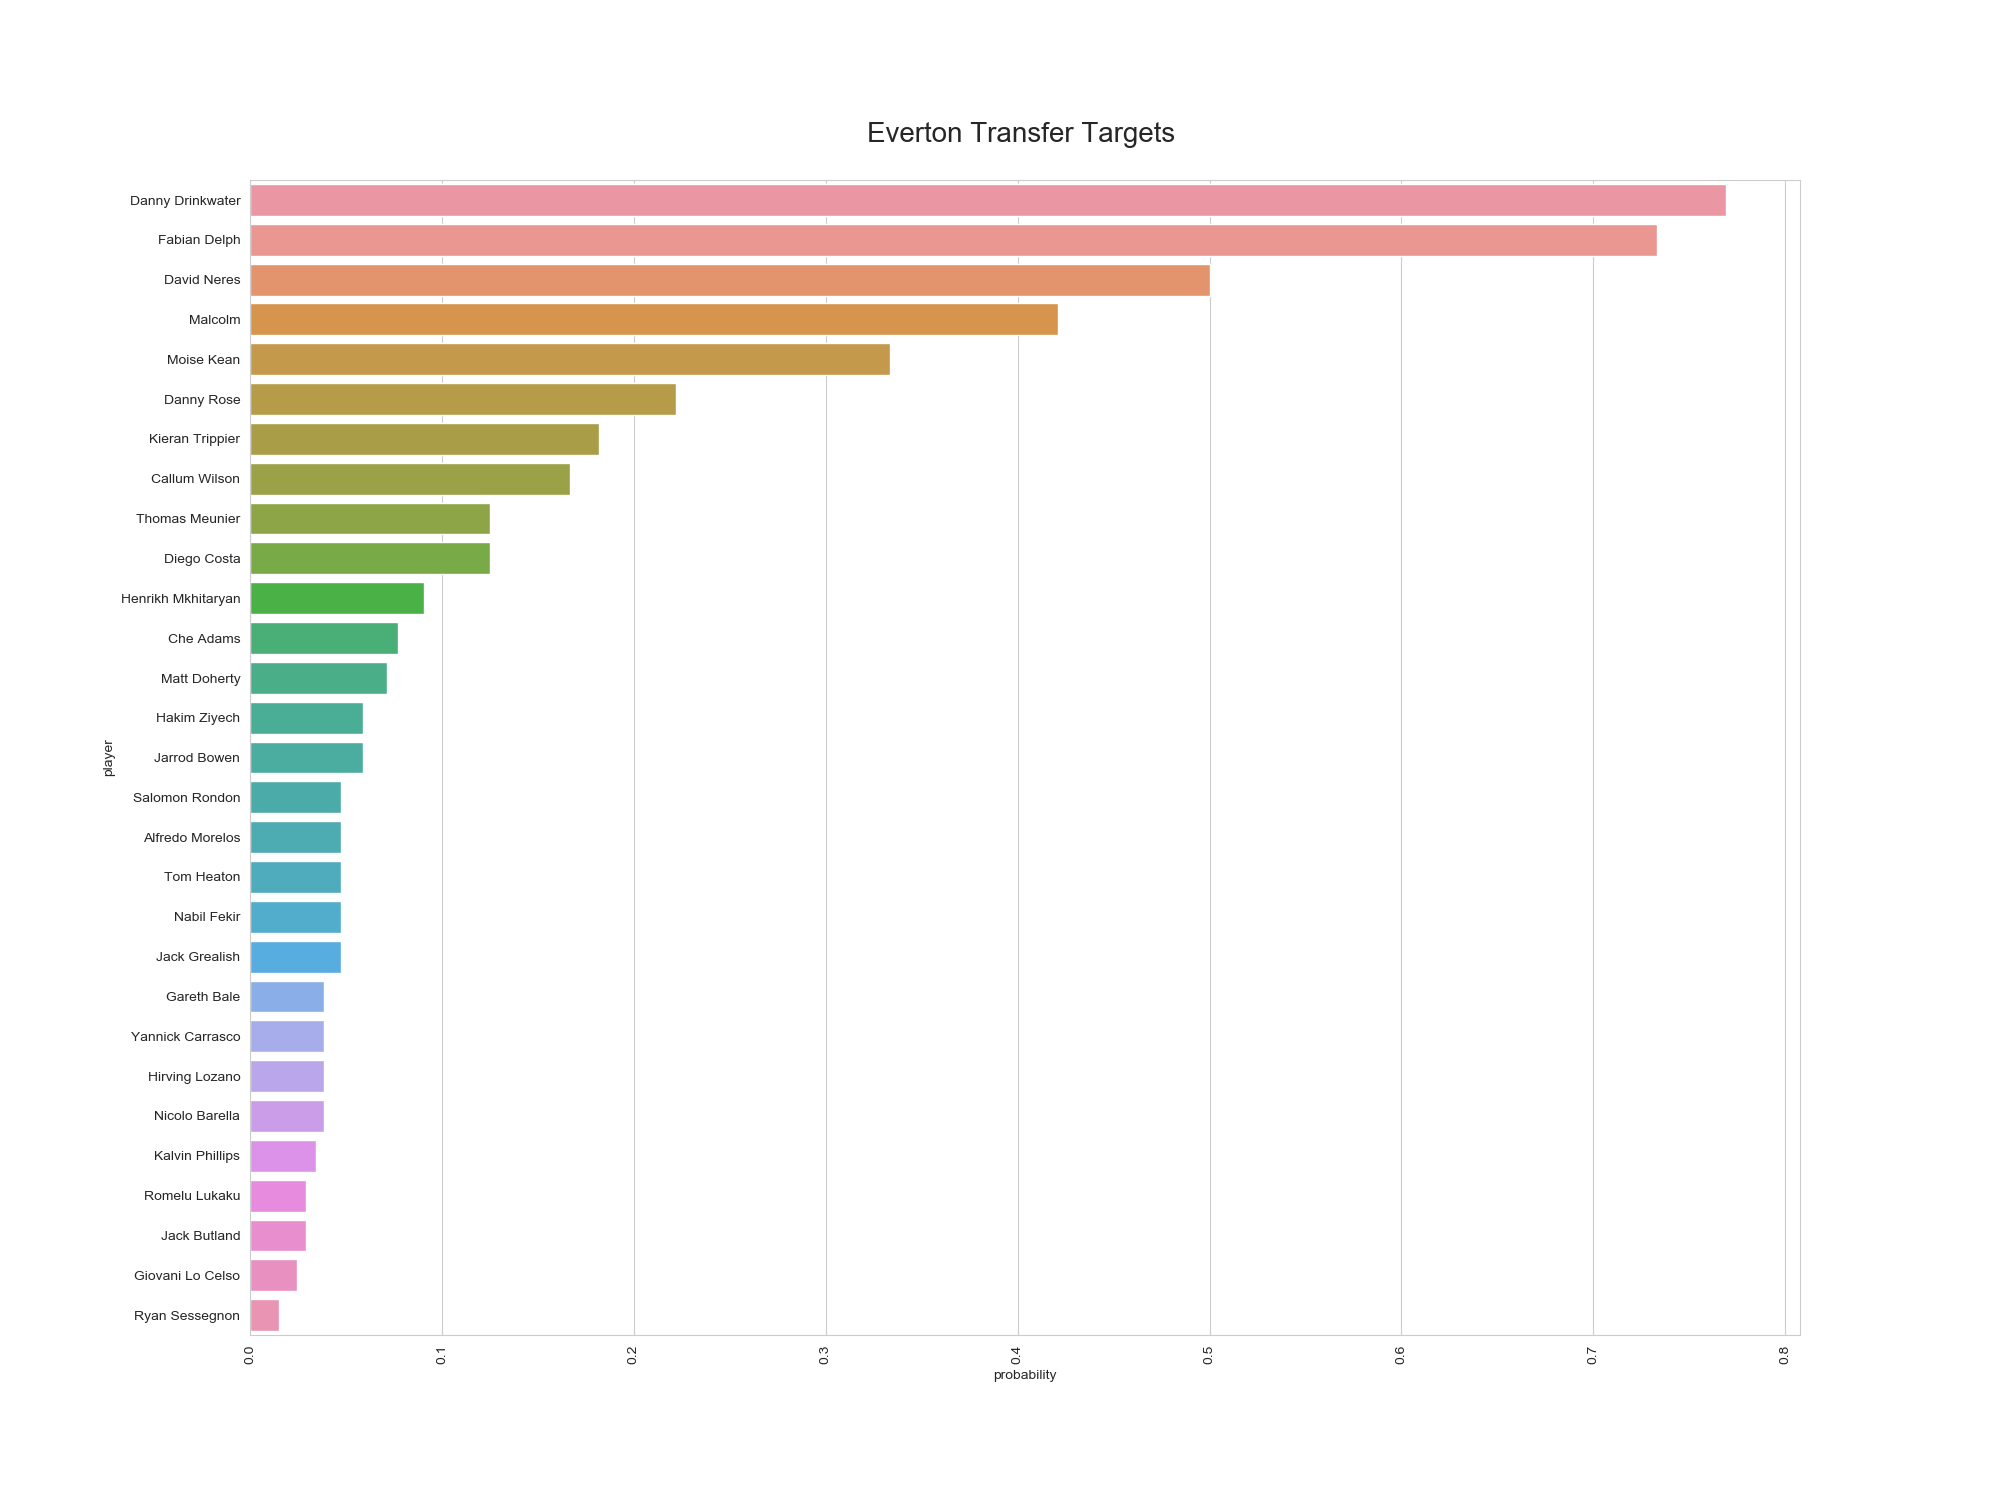 Everton Transfer Targets
Danny Drinkwater
Fabian Delph
David Neres
Malcolm
Moise Kean
Danny Rose
Kieran Trippier
Callum Wilson
Thomas Meunier
Diego Costa
Henrikh Mkhitaryan
Che Adams
Matt Doherty
Hakim Ziyech
Jarrod Bowen
Salomon Rondon
Alfredo Morelos
Tom Heaton
Nabil Fekir
Jack Grealish
Gareth Bale
Yannick Carrasco
Hirving Lozano
Nicolo Barella
Kalvin Phillips
Romelu Lukaku
Jack Butland
Giovani Lo Celso
Ryan Sessegnon
player
0.0 0.1 0.2 0.3 0.4 0.5 0.6 0.7 0.8
probability